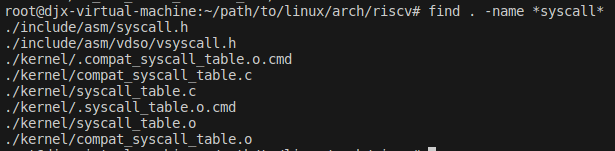 root@djx-virtual-machine:~/path/to/linux/arch/riscv# find . -name *syscall*
./include/asm/syscall.h
./include/asm/vdso/vsyscall.h
./kernel/.compat_syscall_table.o.cmd
./kernel/compat_syscall_table.c
./kernel/syscall_table.c
./kernel/.syscall_table.o.cmd
./kernel/syscall_table.o
./kernel/compat_syscall_table.o